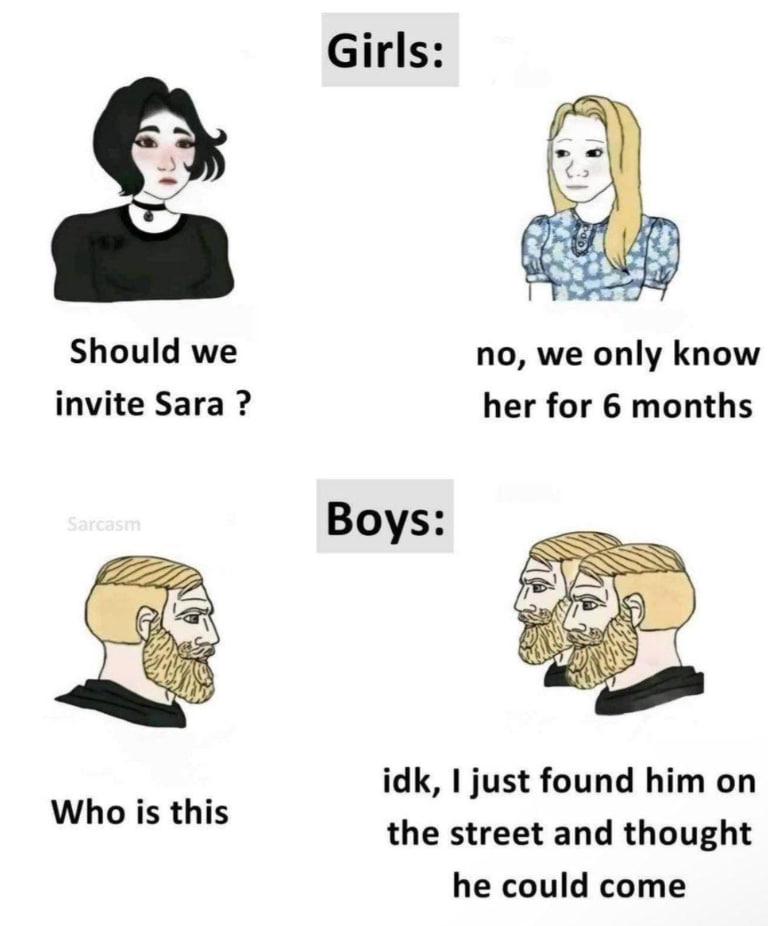 Girls:
Should we
invite Sara ?
no, we only know
her for 6 months
Boys:
Sarcasm
Who is this
idk, I just found him on
the street and thought
he could come